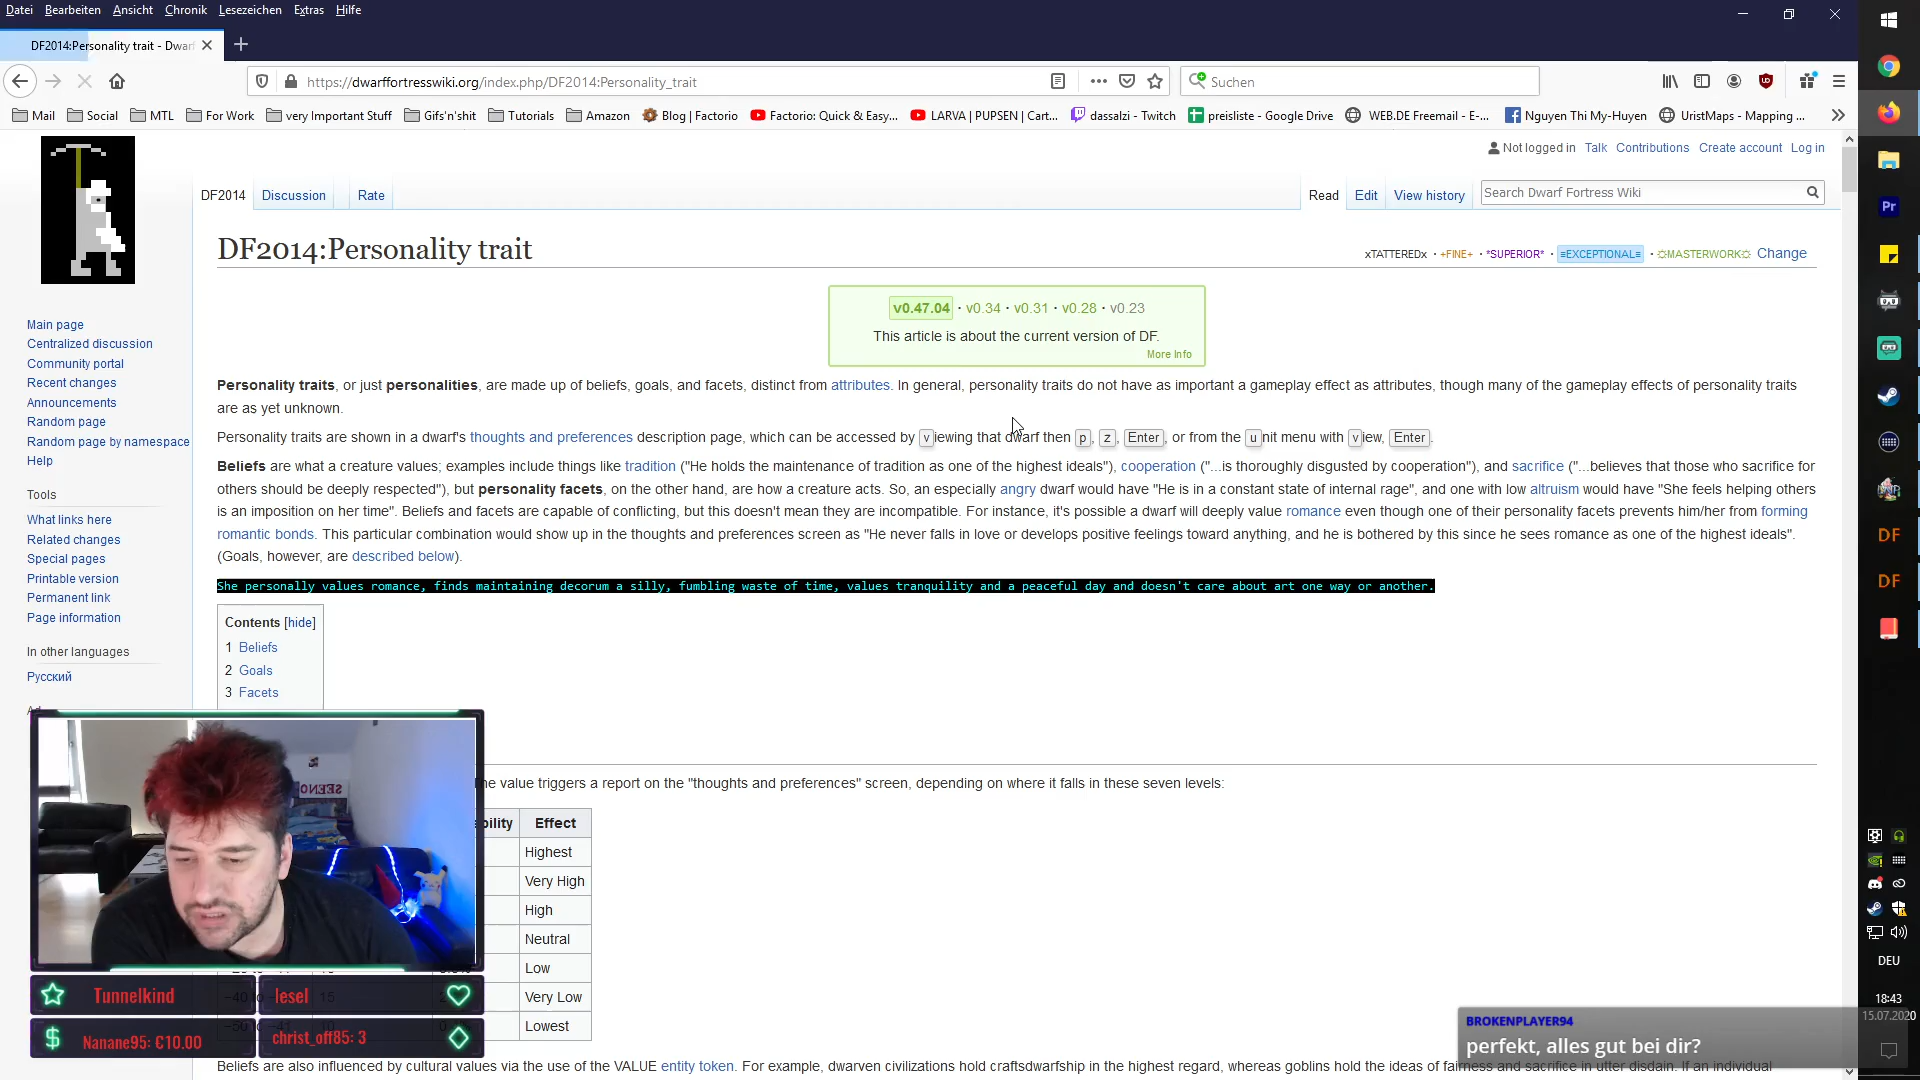 Datei Bearbeiten Ansicht Chronik Lesezeichen Extras Hilfe
DF2014:Personality trait - Dwar
https://dwarffortresswiki.org/index.php/DF2014:Personality_trait
Suchen
Mail Social MTL For Work very Important Stuff Gifs'n'shit Tutorials Amazon Blog | Factorio Factorio: Quick & Easy... LARVA | PUPSEN | Cart... dassalzi - Twitch preisliste - Google Drive WEB.DE Freemail - E-... Nguyen Thi My-Huyen UristMaps - Mapping ...
Not logged in Talk Contributions Create account Log in
DF2014 Discussion Rate Read Edit View history Search Dwarf Fortress Wiki
DF2014:Personality trait
xTATTEREDx · +FINE+ · *SUPERIOR* · ≡EXCEPTIONAL≡ · ☼MASTERWORK☼ Change
v0.47.04 · v0.34 · v0.31 · v0.28 · v0.23
This article is about the current version of DF.
More Info
Main page
Centralized discussion
Community portal
Recent changes
Announcements
Random page
Random page by namespace
Help
Tools
What links here
Related changes
Special pages
Printable version
Permanent link
Page information
In other languages
Русский
Personality traits, or just personalities, are made up of beliefs, goals, and facets, distinct from attributes. In general, personality traits do not have as important a gameplay effect as attributes, though many of the gameplay effects of personality traits
are as yet unknown.
Personality traits are shown in a dwarf's thoughts and preferences description page, which can be accessed by viewing that dwarf then p, z, Enter, or from the unit menu with view, Enter.
Beliefs are what a creature values; examples include things like tradition ("He holds the maintenance of tradition as one of the highest ideals"), cooperation ("...is thoroughly disgusted by cooperation"), and sacrifice ("...believes that those who sacrifice for
others should be deeply respected"), but personality facets, on the other hand, are how a creature acts. So, an especially angry dwarf would have "He is in a constant state of internal rage", and one with low altruism would have "She feels helping others
is an imposition on her time". Beliefs and facets are capable of conflicting, but this doesn't mean they are incompatible. For instance, it's possible a dwarf will deeply value romance even though one of their personality facets prevents him/her from forming
romantic bonds. This particular combination would show up in the thoughts and preferences screen as "He never falls in love or develops positive feelings toward anything, and he is bothered by this since he sees romance as one of the highest ideals".
(Goals, however, are described below).
She personally values romance, finds maintaining decorum a silly, fumbling waste of time, values tranquility and a peaceful day and doesn't care about art one way or another.
Contents [hide]
1 Beliefs
2 Goals
3 Facets
The value triggers a report on the "thoughts and preferences" screen, depending on where it falls in these seven levels:
bility Effect
Highest
Very High
High
Neutral
Low
Very Low
Lowest
Beliefs are also influenced by cultural values via the use of the VALUE entity token. For example, dwarven civilizations hold craftsdwarfship in the highest regard, whereas goblins hold the ideas of fairness and sacrifice in utter disdain. If an individual
Tunnelkind
lesel
Nanane95: €10.00
christ_off85: 3
BROKENPLAYER94
perfekt, alles gut bei dir?
Pr
DF
DF
DEU
18:43
15.07.2020